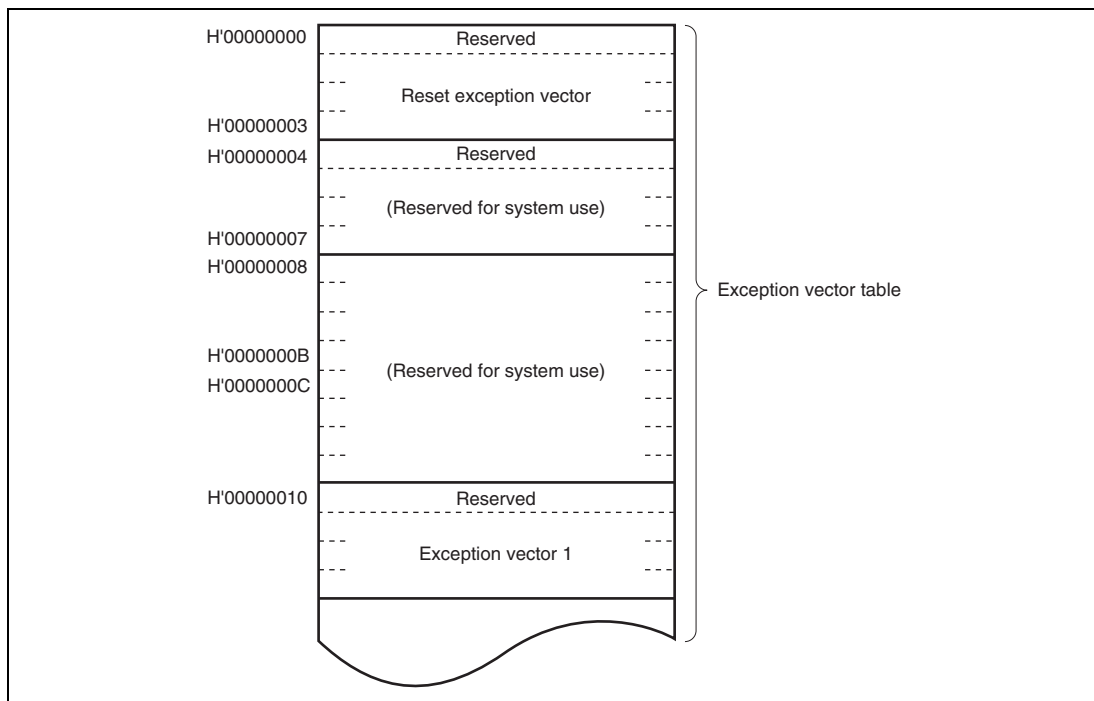 H'00000000
Reserved
Reset exception vector
H'00000003
H'00000004
Reserved
(Reserved for system use)
H'00000007
H'00000008
Exception vector table
H'0000000B
(Reserved for system use)
H'0000000C
H'00000010
Reserved
Exception vector 1